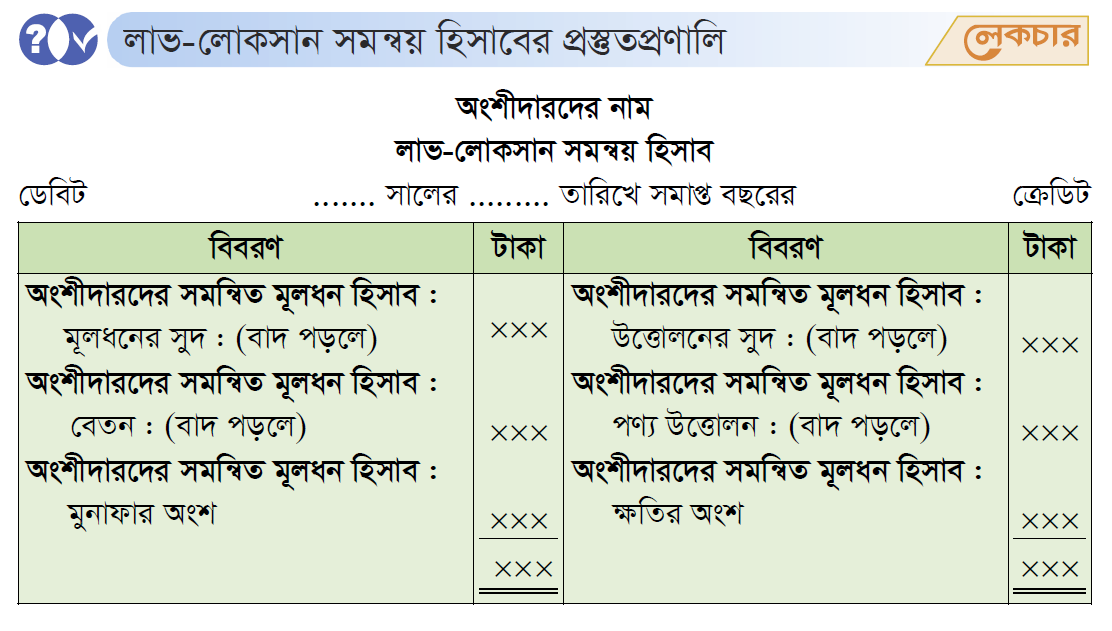 লাভ-লোকসান সমন্বয় হিসাবের প্রস্তুতপ্রণালি
লেকচার
অংশীদারদের নাম
লাভ-লোকসান সমন্বয় হিসাব
ডেবিট ....... সালের ......... তারিখে সমাপ্ত বছরের ক্রেডিট
বিবরণ টাকা বিবরণ টাকা
অংশীদারদের সমন্বিত মূলধন হিসাব : অংশীদারদের সমন্বিত মূলধন হিসাব :
মূলধনের সুদ : (বাদ পড়লে) ××× উত্তোলনের সুদ : (বাদ পড়লে) ×××
অংশীদারদের সমন্বিত মূলধন হিসাব : অংশীদারদের সমন্বিত মূলধন হিসাব :
বেতন : (বাদ পড়লে) ××× পণ্য উত্তোলন : (বাদ পড়লে) ×××
অংশীদারদের সমন্বিত মূলধন হিসাব : অংশীদারদের সমন্বিত মূলধন হিসাব :
মুনাফার অংশ ××× ক্ষতির অংশ ×××
××× ×××